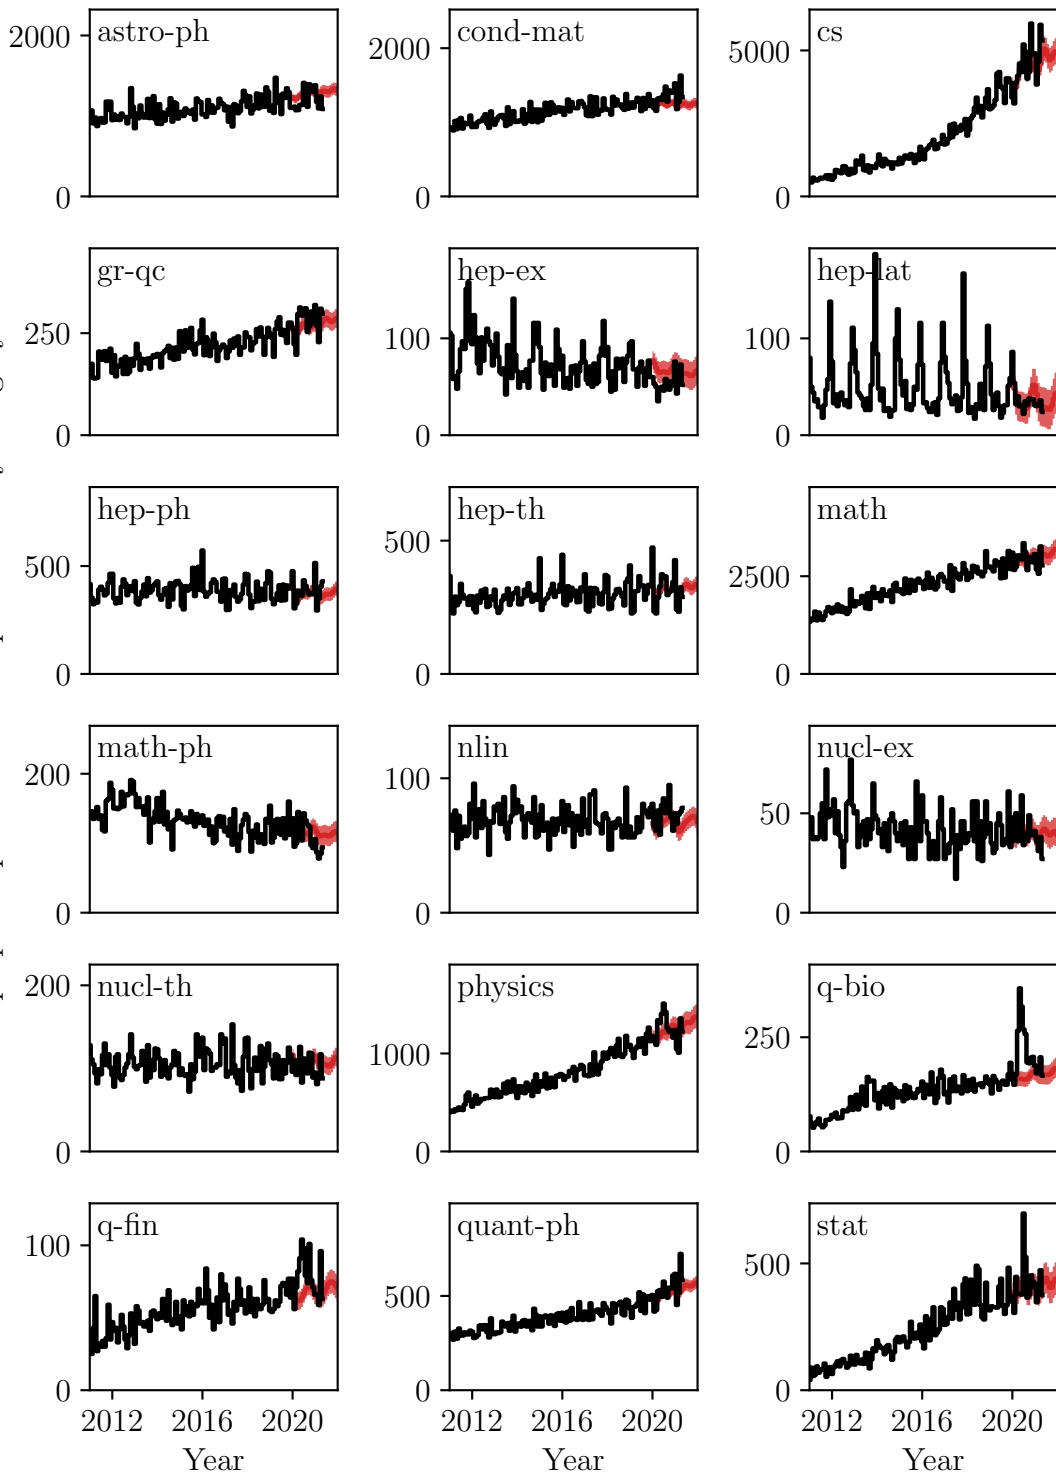 astro-ph
2000
0
cond-mat
2000
0
cs
5000
0
gr-qc
250
0
hep-ex
100
0
hep-lat
100
0
hep-ph
500
0
hep-th
500
0
math
2500
0
math-ph
200
0
nlin
100
0
nucl-ex
50
0
nucl-th
200
0
physics
1000
0
q-bio
250
0
q-fin
100
0
2012 2016 2020
Year
quant-ph
500
0
2012 2016 2020
Year
stat
500
0
2012 2016 2020
Year